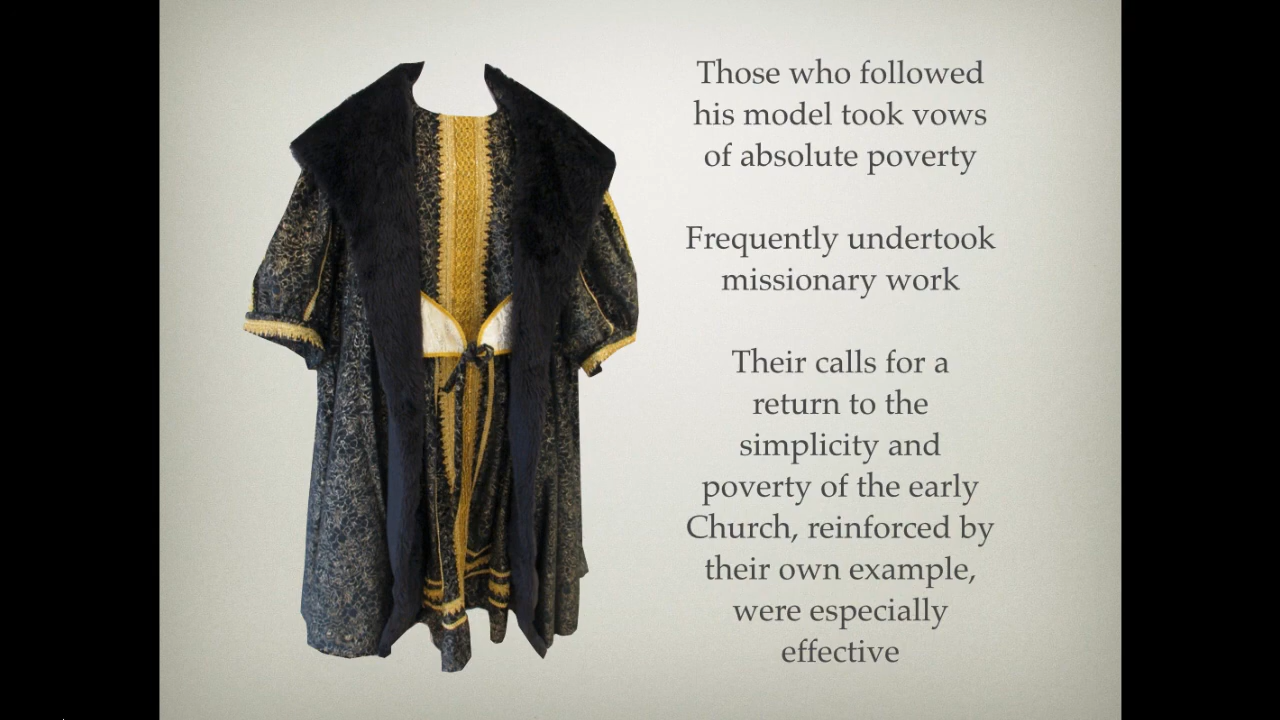 Those who followed
his model took vows
of absolute poverty
Frequently undertook
missionary work
Their calls for a
return to the
simplicity and
poverty of the early
Church, reinforced by
their own example,
were especially
effective